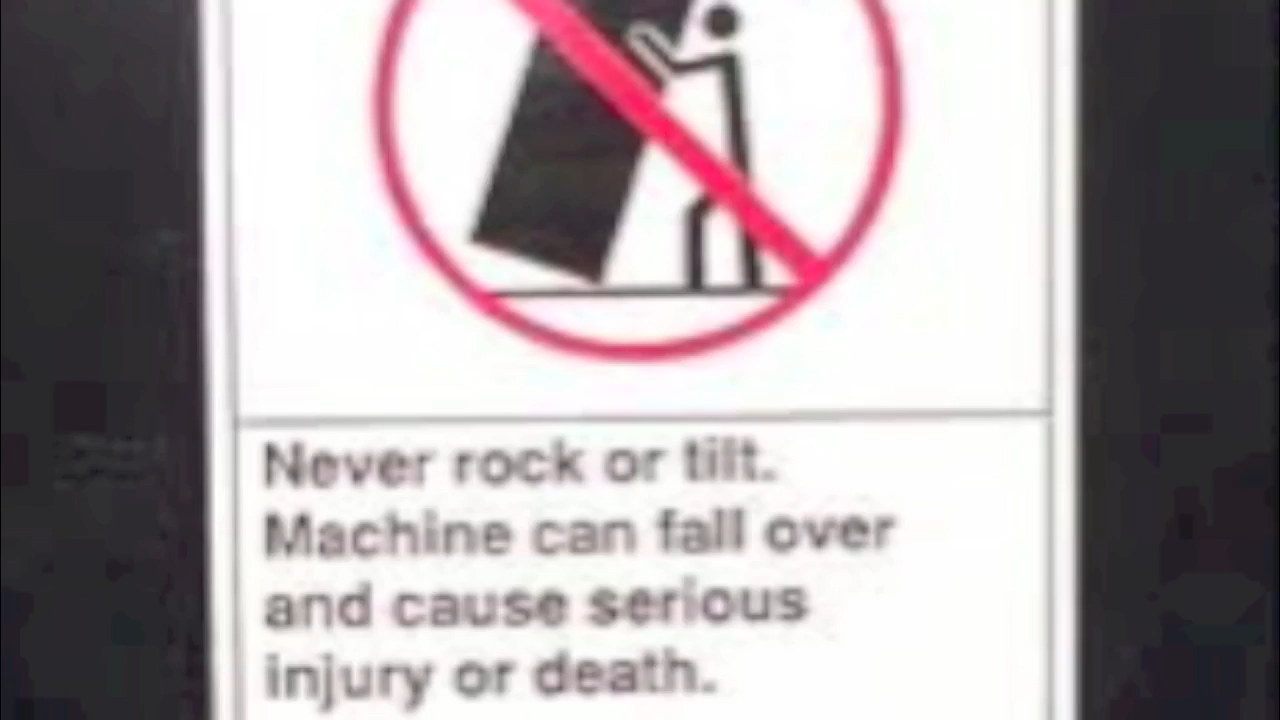 Never rock or tilt.
Machine can fall over
and cause serious
injury or death.